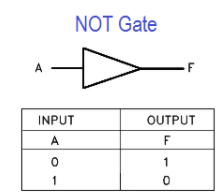 NOT Gate
A F
INPUT OUTPUT
A F
0 1
1 0